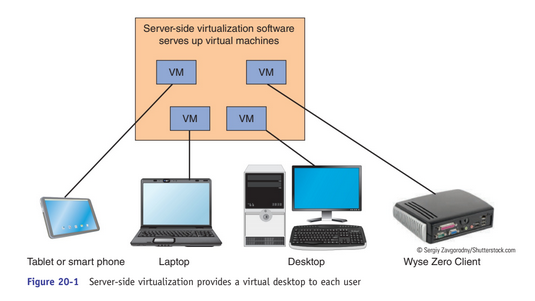 Server-side virtualization software
serves up virtual machines
VM
VM
VM
VM
© Sergiy Zavgorodny/Shutterstock.com
Tablet or smart phone
Laptop
Desktop
Wyse Zero Client
Figure 20-1 Server-side virtualization provides a virtual desktop to each user